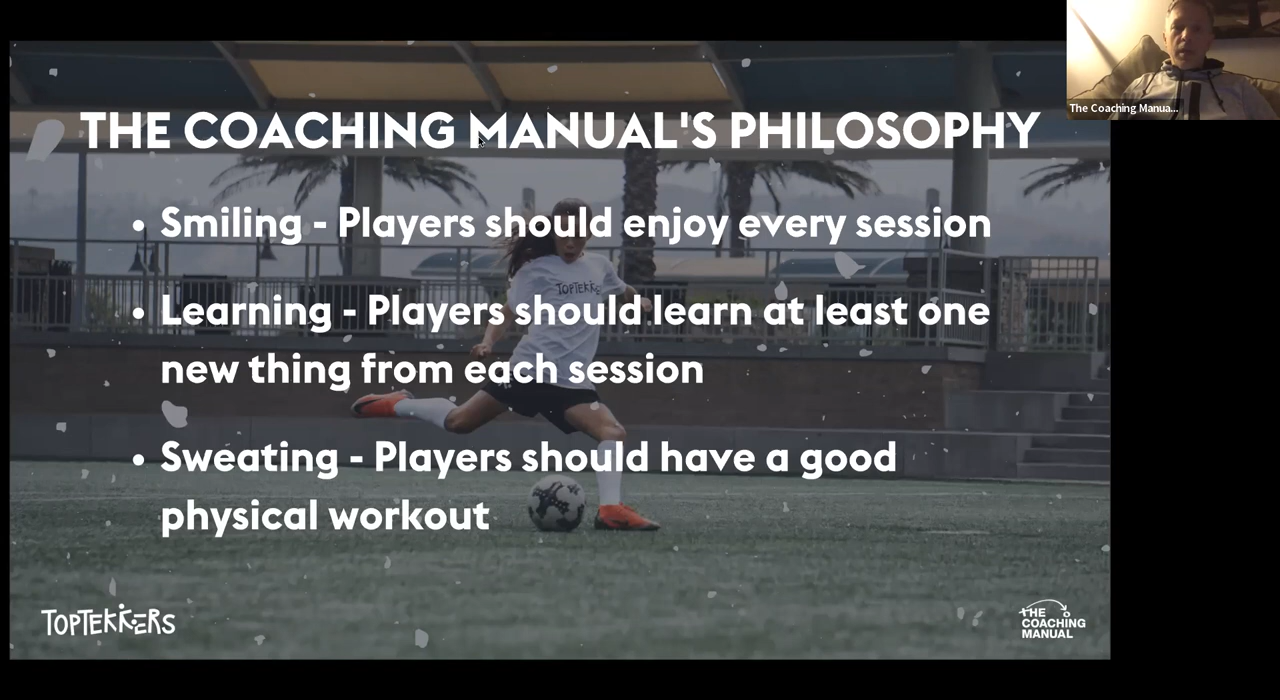 The Coaching Manua...
THE COACHING MANUAL'S PHILOSOPHY
• Smiling - Players should enjoy every session
TOPTEKKE
• Learning - Players should learn at least one
new thing from each session
• Sweating - Players should have a good
physical workout
TOPTEKKERS
THE
COACHING
MANUAL